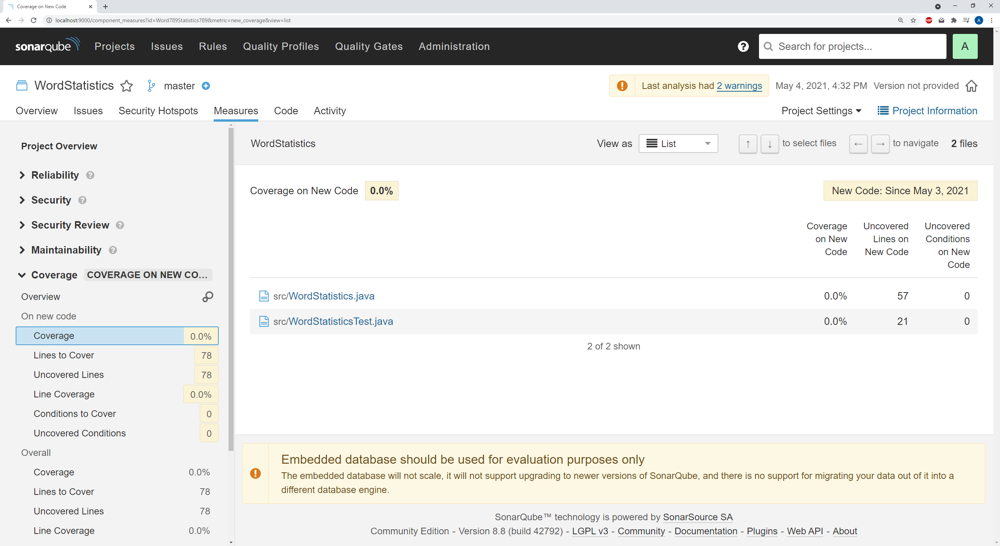 Coverage on New Code
localhost:9000/component_measures?id=Word789Statistics789&metric=new_coverage&view=list
ABP
A
sonarqube
Projects
Issues
Rules
Quality Profiles
Quality Gates
Administration
?
Search for projects...
A
WordStatistics
master
Last analysis had 2 warnings
May 4, 2021, 4:32 PM
Version not provided
Overview
Issues
Security Hotspots
Measures
Code
Activity
Project Settings
Project Information
Project Overview
Reliability ?
Security ?
Security Review ?
Maintainability ?
Coverage COVERAGE ON NEW CO...
Overview
On new code
Coverage 0.0%
Lines to Cover 78
Uncovered Lines 78
Line Coverage 0.0%
Conditions to Cover 0
Uncovered Conditions 0
Overall
Coverage 0.0%
Lines to Cover 78
Uncovered Lines 78
Line Coverage 0.0%
WordStatistics
View as List
↑ ↓ to select files
← → to navigate
2 files
Coverage on New Code 0.0%
New Code: Since May 3, 2021
Coverage on New Code
Uncovered Lines on New Code
Uncovered Conditions on New Code
src/WordStatistics.java 0.0% 57 0
src/WordStatisticsTest.java 0.0% 21 0
2 of 2 shown
Embedded database should be used for evaluation purposes only
The embedded database will not scale, it will not support upgrading to newer versions of SonarQube, and there is no support for migrating your data out of it into a
different database engine.
SonarQube™ technology is powered by SonarSource SA
Community Edition - Version 8.8 (build 42792) - LGPL v3 - Community - Documentation - Plugins - Web API - About